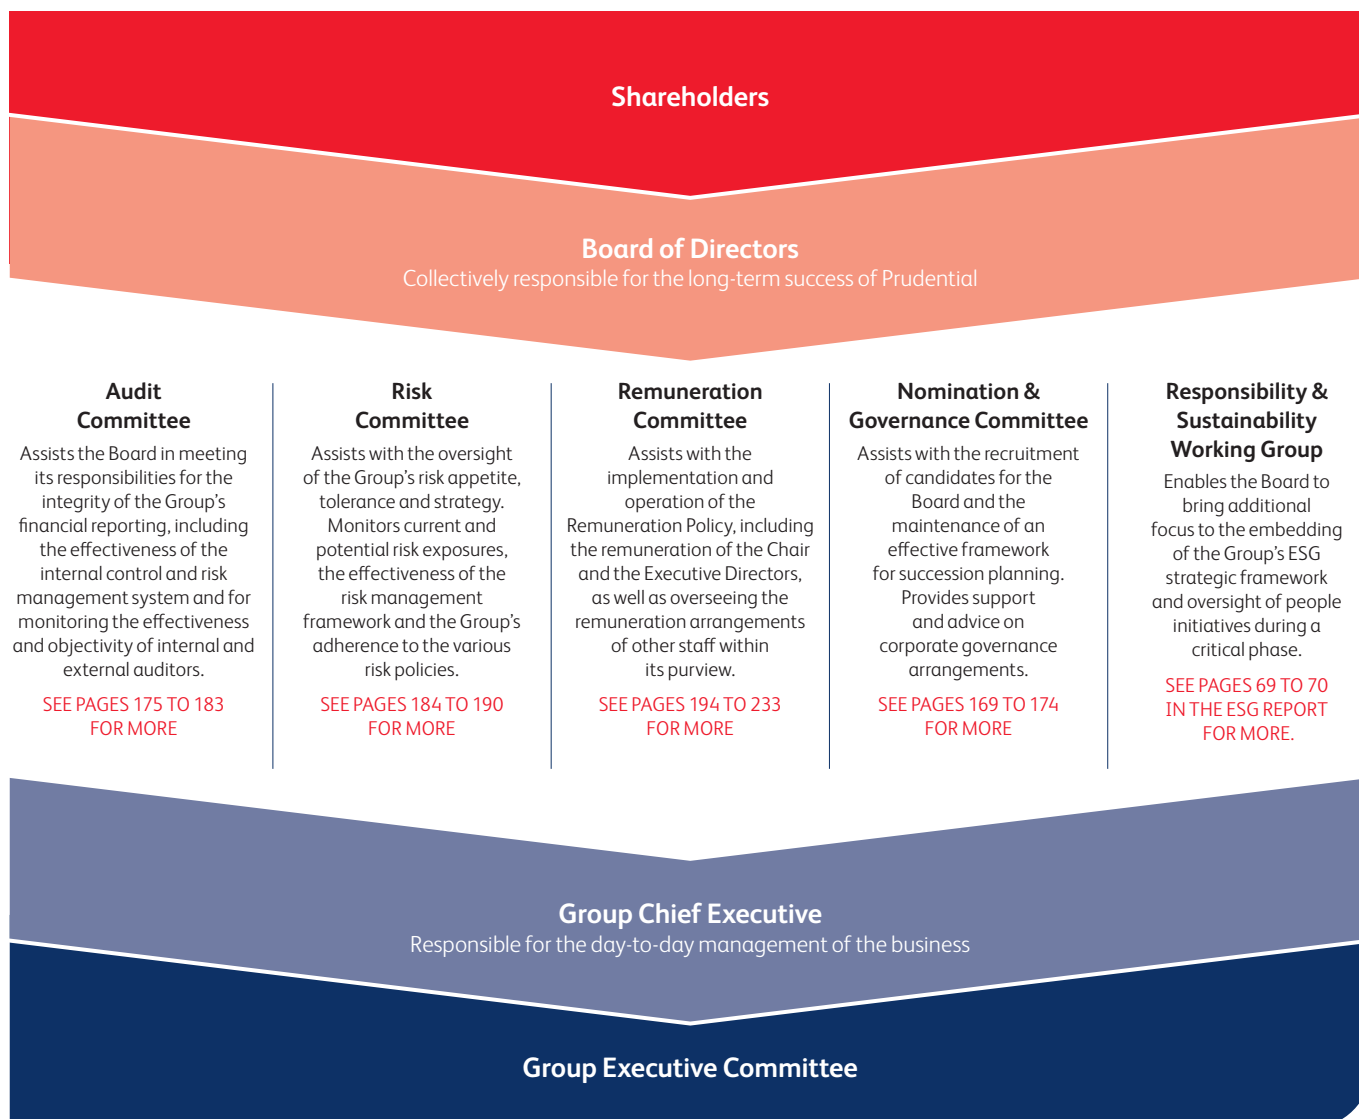 Shareholders
Board of Directors
Collectively responsible for the long-term success of Prudential
Audit
Committee
Assists the Board in meeting
its responsibilities for the
integrity of the Group's
financial reporting, including
the effectiveness of the
internal control and risk
management system and for
monitoring the effectiveness
and objectivity of internal and
external auditors.
SEE PAGES 175 TO 183
FOR MORE
Risk
Committee
Assists with the oversight
of the Group's risk appetite,
tolerance and strategy.
Monitors current and
potential risk exposures,
the effectiveness of the
risk management
framework and the Group's
adherence to the various
risk policies.
SEE PAGES 184 TO 190
FOR MORE
Remuneration
Committee
Assists with the
implementation and
operation of the
Remuneration Policy, including
the remuneration of the Chair
and the Executive Directors,
as well as overseeing the
remuneration arrangements
of other staff within
its purview.
SEE PAGES 194 TO 233
FOR MORE
Nomination &
Governance Committee
Assists with the recruitment
of candidates for the
Board and the
maintenance of an
effective framework
for succession planning.
Provides support
and advice on
corporate governance
arrangements.
SEE PAGES 169 TO 174
FOR MORE
Responsibility &
Sustainability
Working Group
Enables the Board to
bring additional
focus to the embedding
of the Group's ESG
strategic framework
and oversight of people
initiatives during a
critical phase.
SEE PAGES 69 TO 70
IN THE ESG REPORT
FOR MORE.
Group Chief Executive
Responsible for the day-to-day management of the business
Group Executive Committee